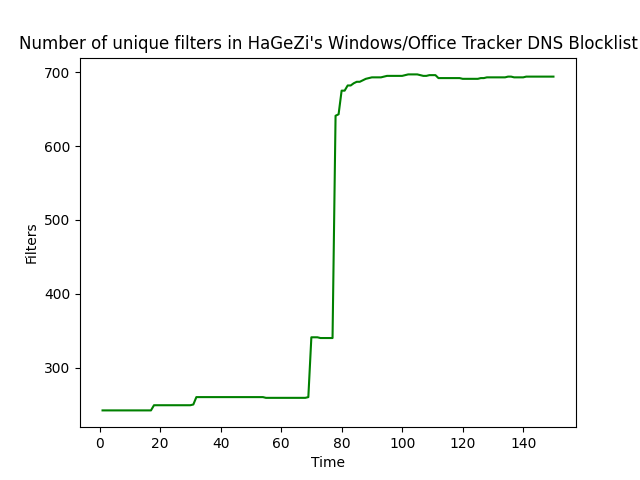 Number of unique filters in HaGeZi's Windows/Office Tracker DNS Blocklist
700
600
500
400
300
Filters
0 20 40 60 80 100 120 140
Time